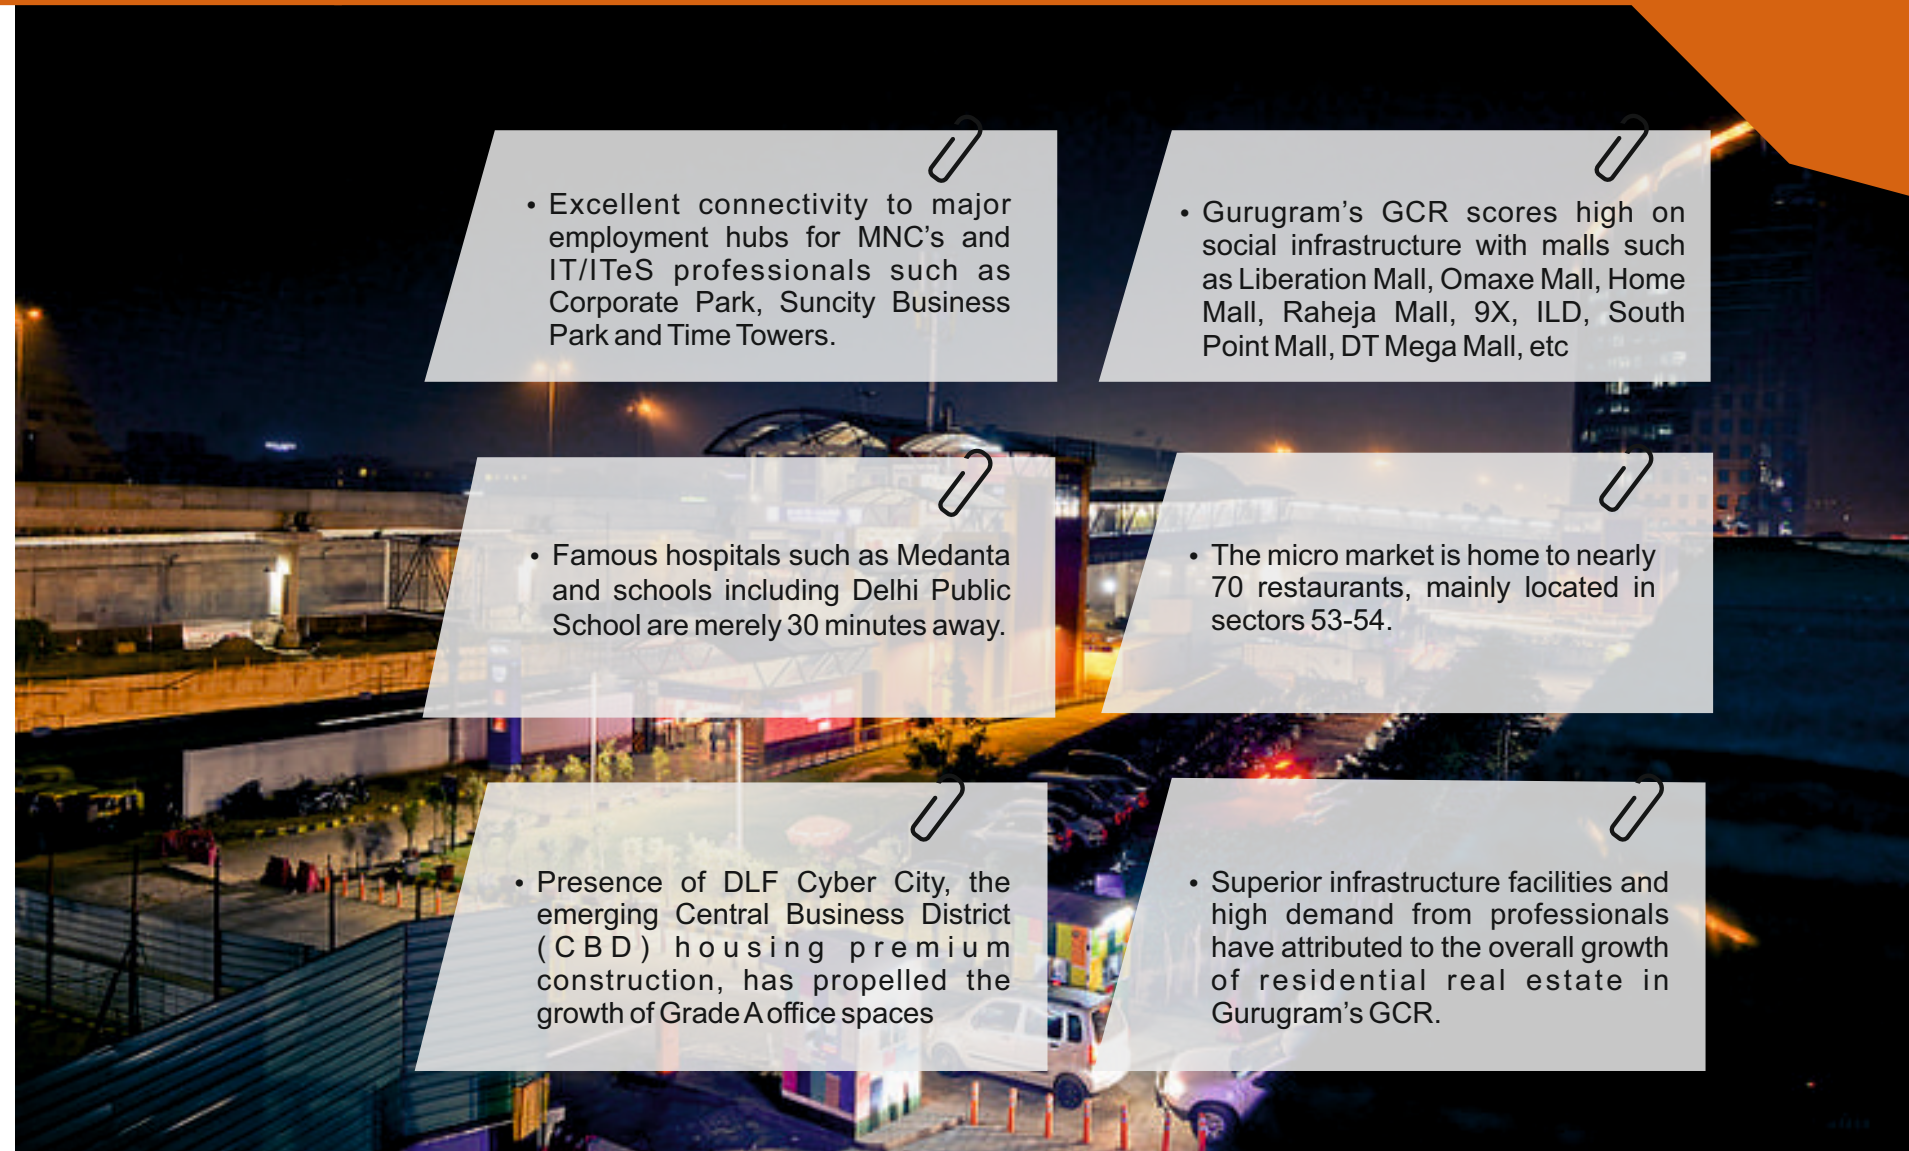 • Excellent connectivity to major
employment hubs for MNC’s and
IT/ITeS professionals such as
Corporate Park, Suncity Business
Park and Time Towers.
• Gurugram’s GCR scores high on
social infrastructure with malls such
as Liberation Mall, Omaxe Mall, Home
Mall, Raheja Mall, 9X, ILD, South
Point Mall, DT Mega Mall, etc
• Famous hospitals such as Medanta
and schools including Delhi Public
School are merely 30 minutes away.
• The micro market is home to nearly
70 restaurants, mainly located in
sectors 53-54.
• Presence of DLF Cyber City, the
emerging Central Business District
(CBD) housing premium
construction, has propelled the
growth of Grade A office spaces
• Superior infrastructure facilities and
high demand from professionals
have attributed to the overall growth
of residential real estate in
Gurugram’s GCR.